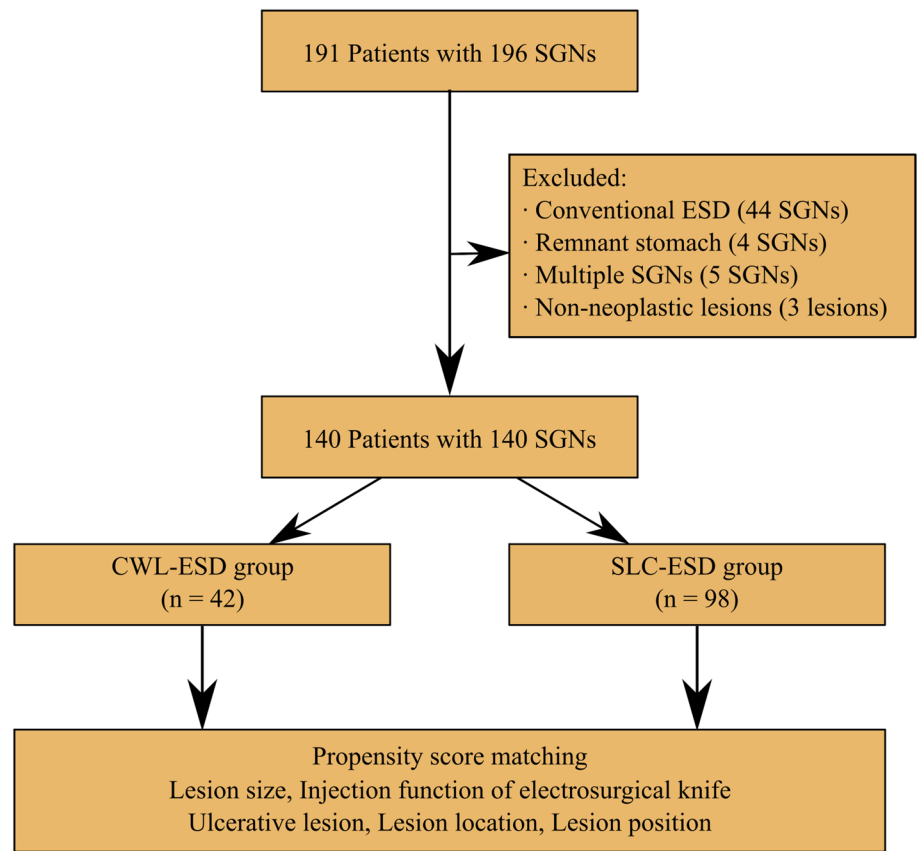 191 Patients with 196 SGNs
Excluded:
· Conventional ESD (44 SGNs)
· Remnant stomach (4 SGNs)
· Multiple SGNs (5 SGNs)
· Non-neoplastic lesions (3 lesions)
140 Patients with 140 SGNs
CWL-ESD group
(n = 42)
SLC-ESD group
(n = 98)
Propensity score matching
Lesion size, Injection function of electrosurgical knife
Ulcerative lesion, Lesion location, Lesion position